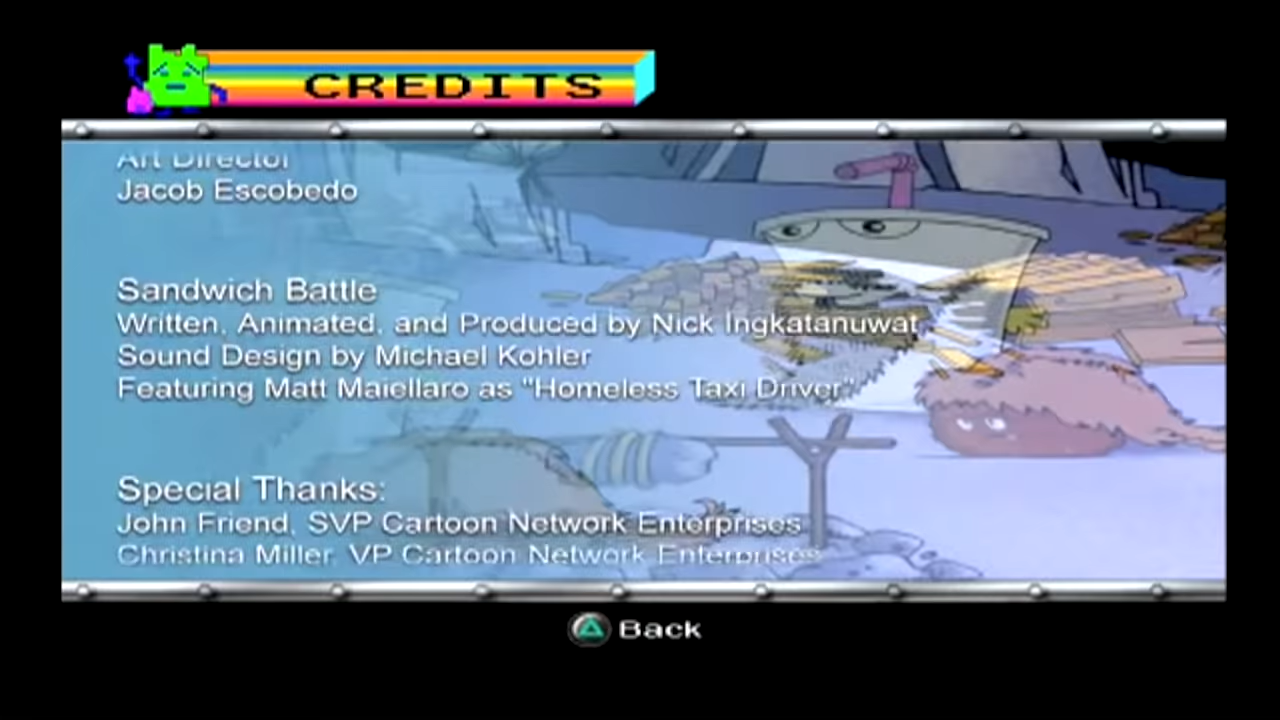 CREDITS
Art Director
Jacob Escobedo
Sandwich Battle
Written, Animated, and Produced by Nick Ingkatanuwat
Sound Design by Michael Kohler
Featuring Matt Maiellaro as "Homeless Taxi Driver"
Special Thanks:
John Friend, SVP Cartoon Network Enterprises
Christina Miller, VP Cartoon Network Enterprises
Back